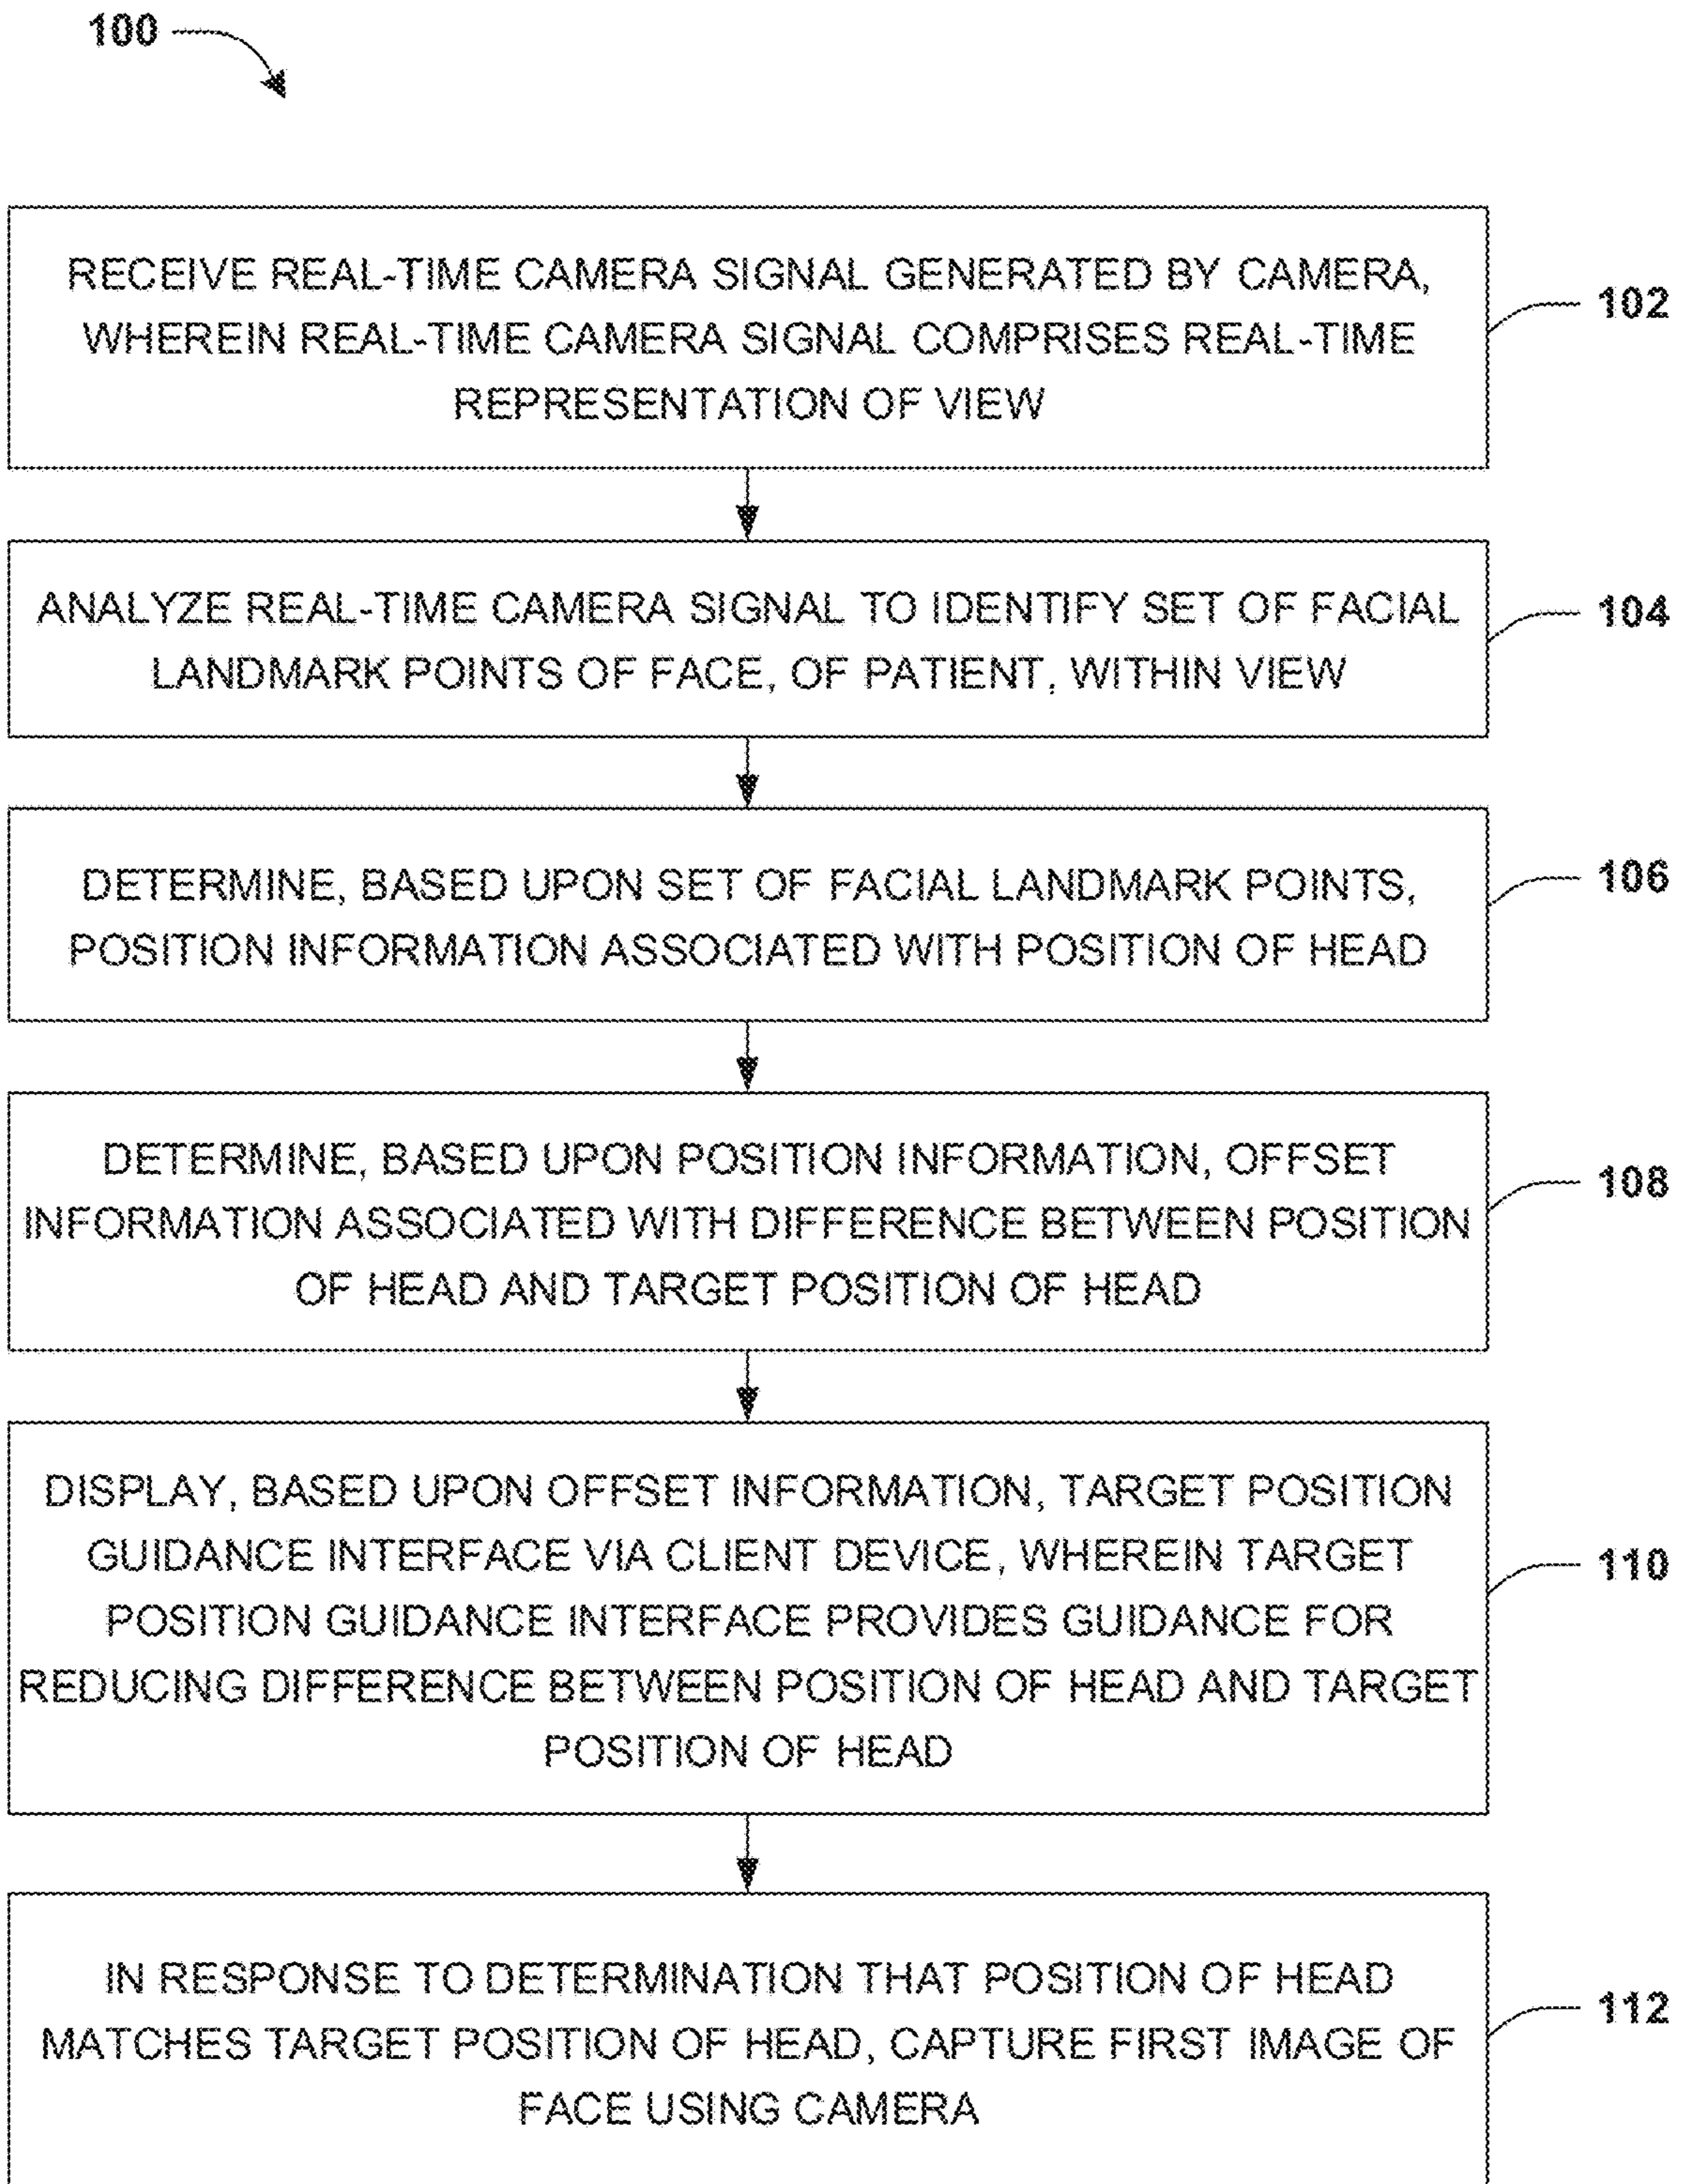 100
RECEIVE REAL-TIME CAMERA SIGNAL GENERATED BY CAMERA,
WHEREIN REAL-TIME CAMERA SIGNAL COMPRISES REAL-TIME
REPRESENTATION OF VIEW
102
ANALYZE REAL-TIME CAMERA SIGNAL TO IDENTIFY SET OF FACIAL
LANDMARK POINTS OF FACE, OF PATIENT, WITHIN VIEW
104
DETERMINE, BASED UPON SET OF FACIAL LANDMARK POINTS,
POSITION INFORMATION ASSOCIATED WITH POSITION OF HEAD
106
DETERMINE, BASED UPON POSITION INFORMATION, OFFSET
INFORMATION ASSOCIATED WITH DIFFERENCE BETWEEN POSITION
OF HEAD AND TARGET POSITION OF HEAD
108
DISPLAY, BASED UPON OFFSET INFORMATION, TARGET POSITION
GUIDANCE INTERFACE VIA CLIENT DEVICE, WHEREIN TARGET
POSITION GUIDANCE INTERFACE PROVIDES GUIDANCE FOR
REDUCING DIFFERENCE BETWEEN POSITION OF HEAD AND TARGET
POSITION OF HEAD
110
IN RESPONSE TO DETERMINATION THAT POSITION OF HEAD
MATCHES TARGET POSITION OF HEAD, CAPTURE FIRST IMAGE OF
FACE USING CAMERA
112